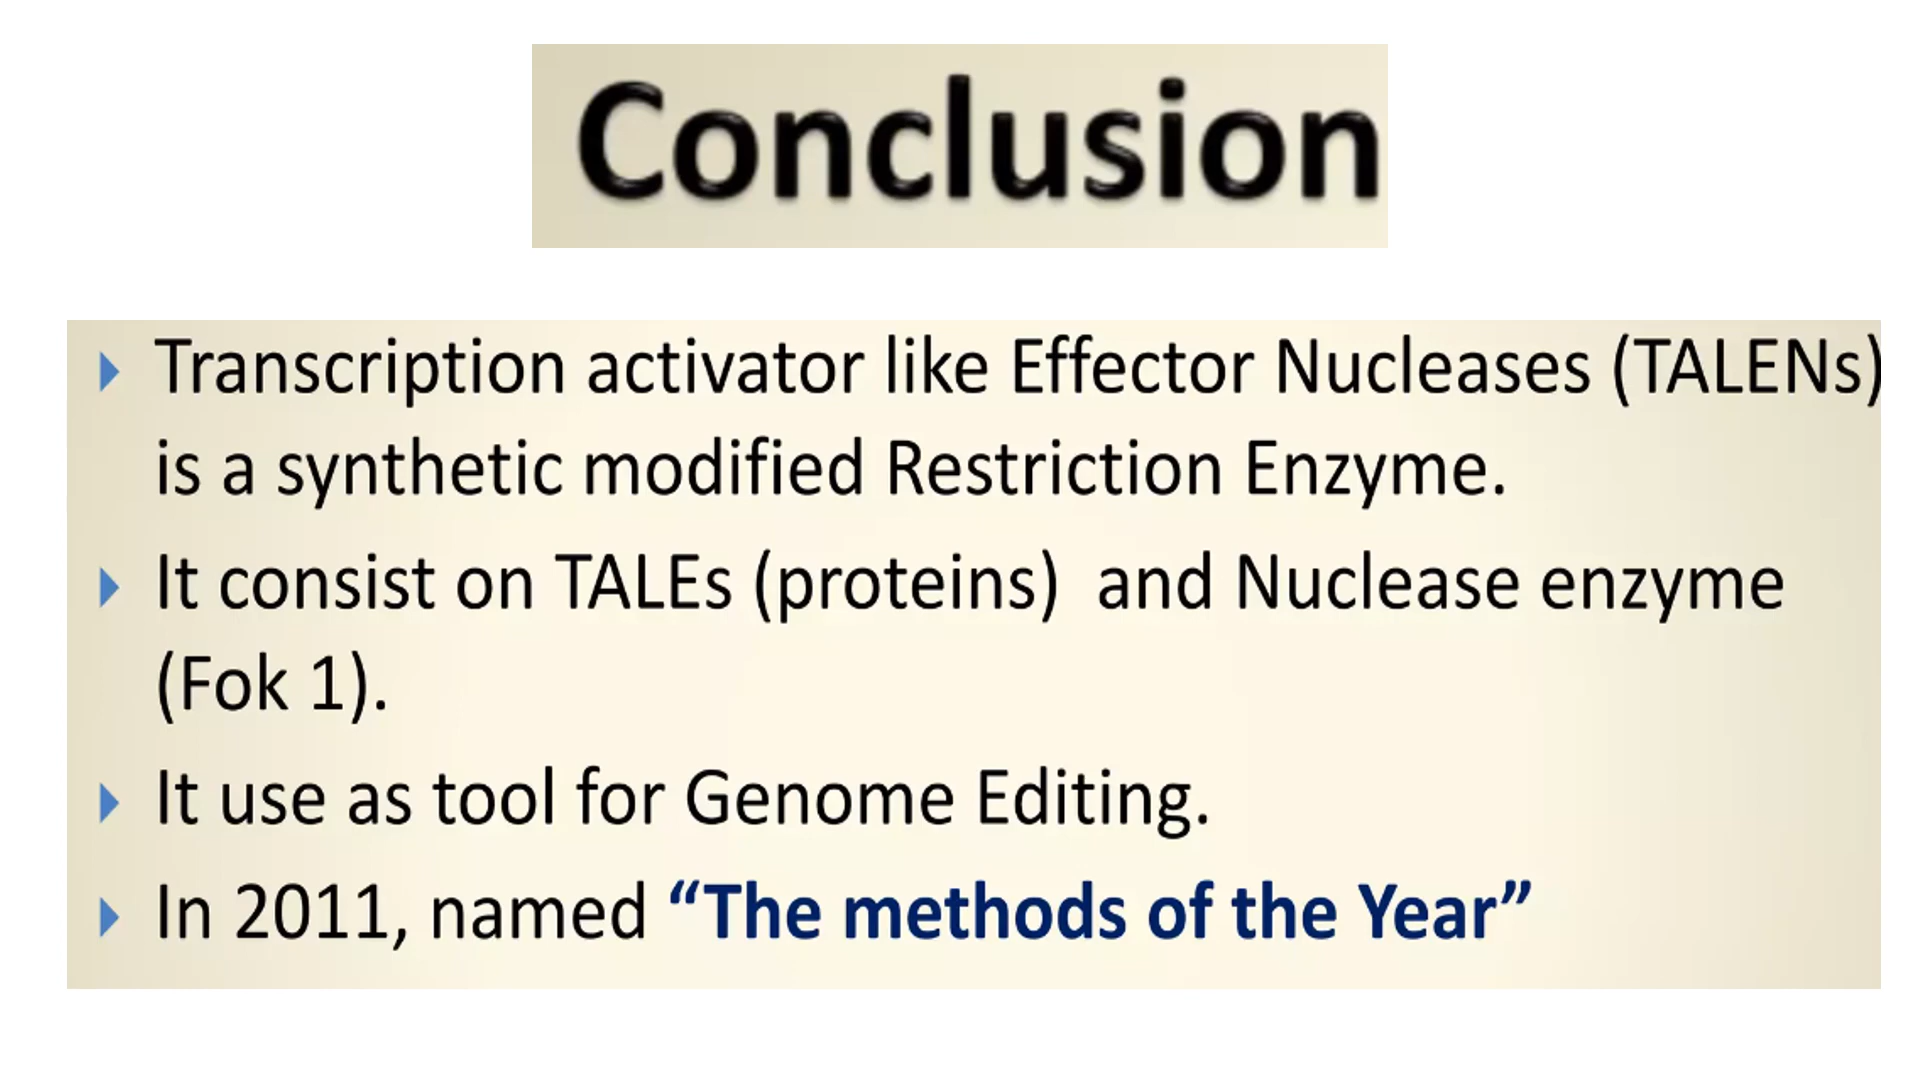 Conclusion
Transcription activator like Effector Nucleases (TALENs)
is a synthetic modified Restriction Enzyme.
It consist on TALEs (proteins) and Nuclease enzyme
(Fok 1).
It use as tool for Genome Editing.
In 2011, named “The methods of the Year”